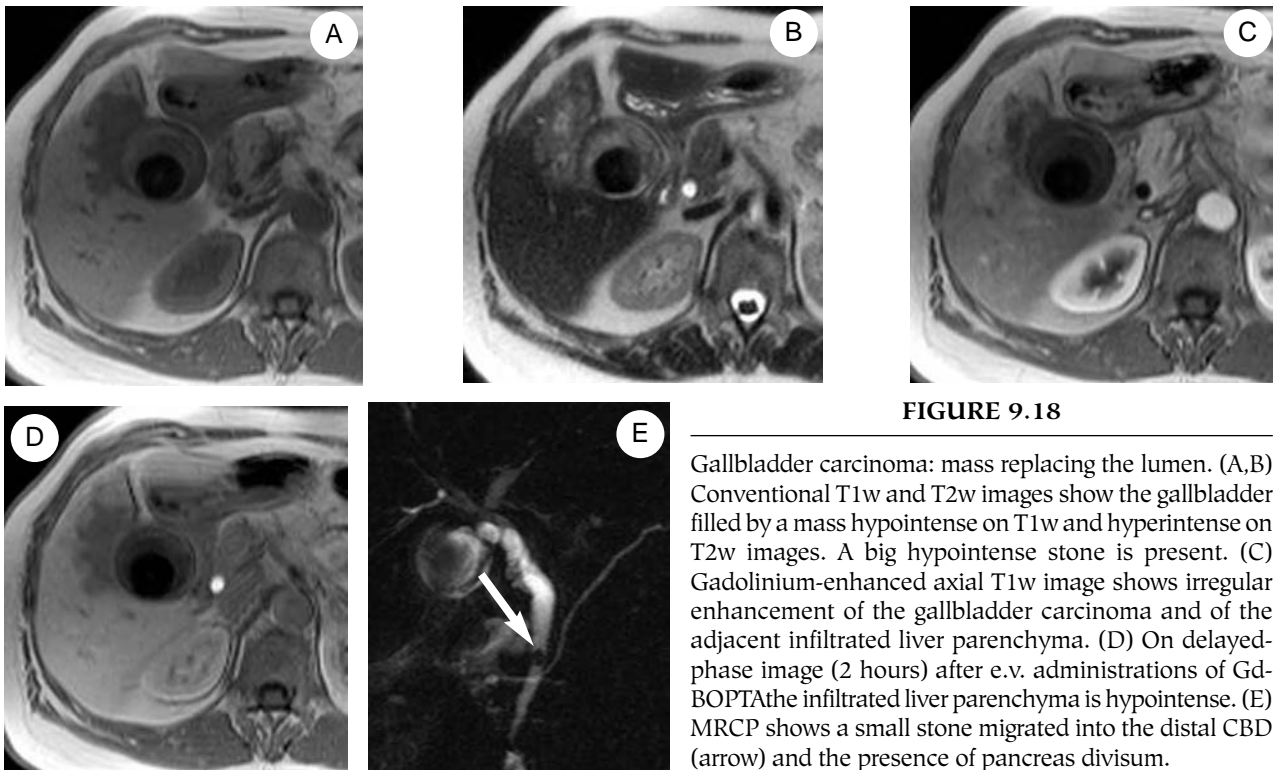 A
B
C
D
E
FIGURE 9.18
Gallbladder carcinoma: mass replacing the lumen. (A,B)
Conventional T1w and T2w images show the gallbladder
filled by a mass hypointense on T1w and hyperintense on
T2w images. A big hypointense stone is present. (C)
Gadolinium-enhanced axial T1w image shows irregular
enhancement of the gallbladder carcinoma and of the
adjacent infiltrated liver parenchyma. (D) On delayed-
phase image (2 hours) after e.v. administrations of Gd-
BOPTAthe infiltrated liver parenchyma is hypointense. (E)
MRCP shows a small stone migrated into the distal CBD
(arrow) and the presence of pancreas divisum.